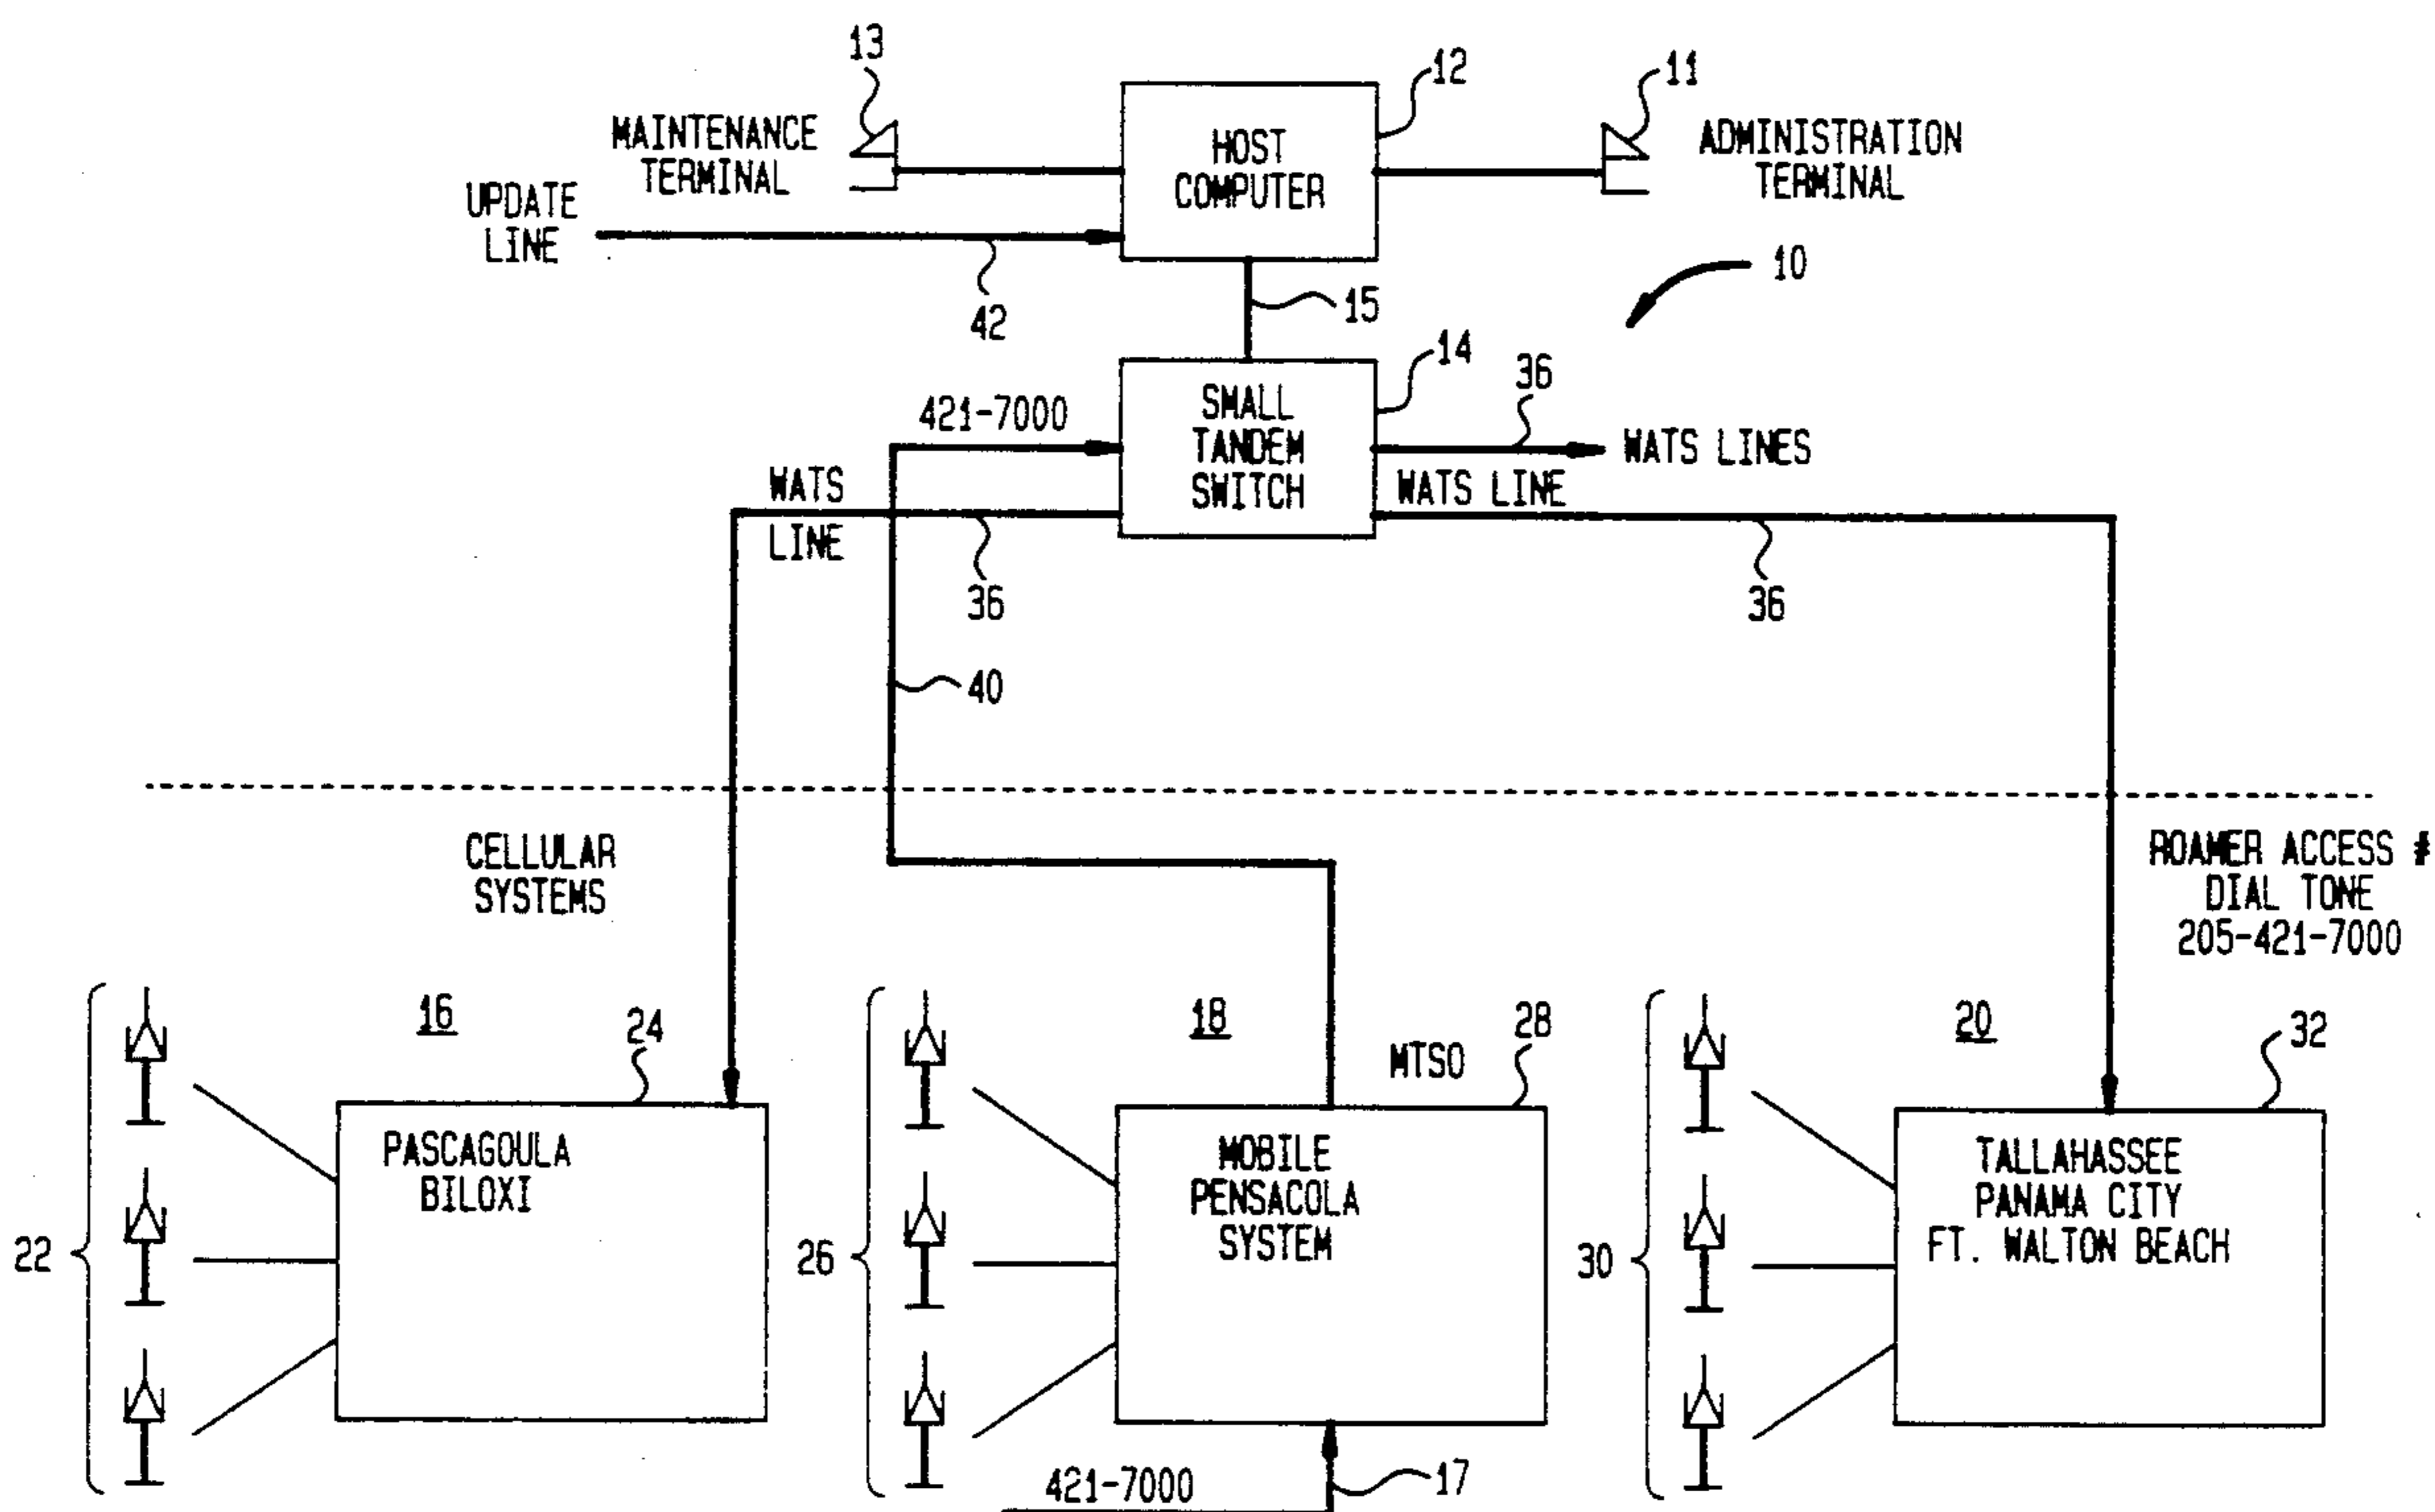 13
12
11
MAINTENANCE
TERMINAL
HOST
COMPUTER
ADMINISTRATION
TERMINAL
UPDATE
LINE
10
42
15
14
36
421-7000
SMALL
TANDEM
SWITCH
WATS LINES
WATS
LINE
WATS LINE
36
36
40
CELLULAR
SYSTEMS
ROAMER ACCESS #
DIAL TONE
205-421-7000
16
24
18
28
MTSO
20
32
PASCAGOULA
BILOXI
MOBILE
PENSACOLA
SYSTEM
TALLAHASSEE
PANAMA CITY
FT. WALTON BEACH
22
26
30
421-7000
17